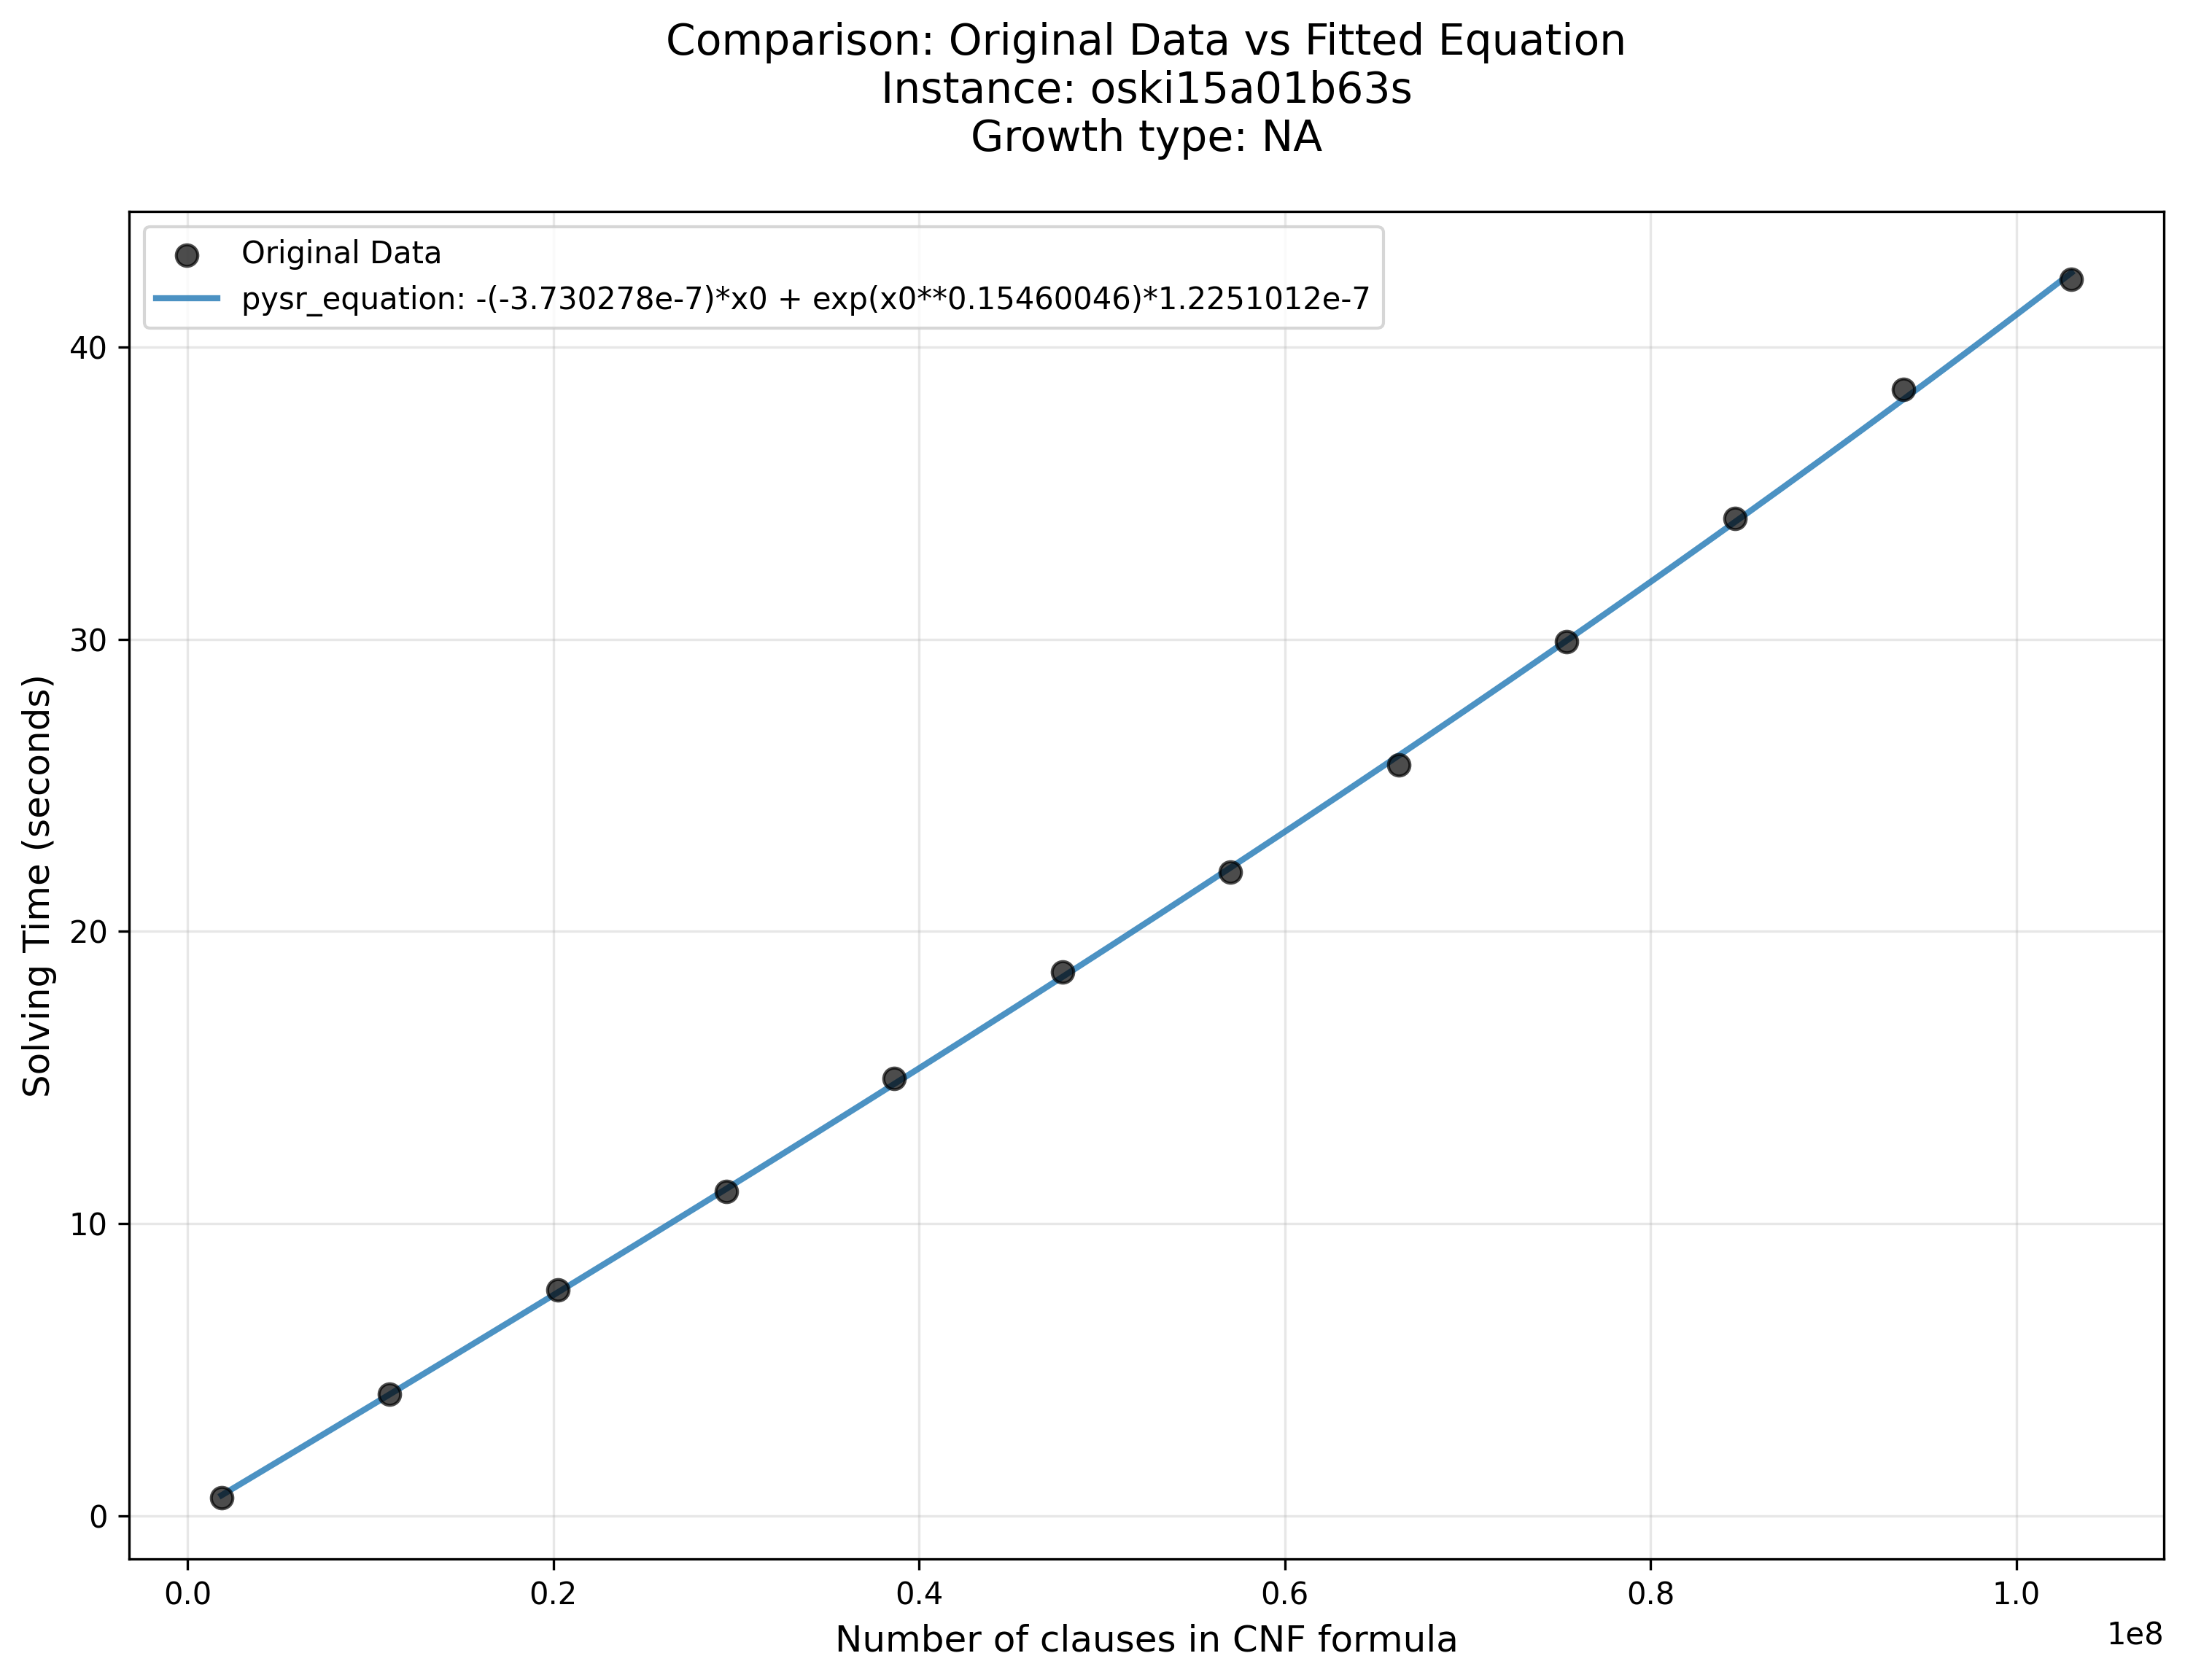 Comparison: Original Data vs Fitted Equation
Instance: oski15a01b63s
Growth type: NA
Original Data
pysr_equation: -(-3.730278e-7)*x0 + exp(x0**0.15460046)*1.2251012e-7
Solving Time (seconds)
40
30
20
10
0
0.0
0.2
0.4
0.6
0.8
1.0
1e8
Number of clauses in CNF formula